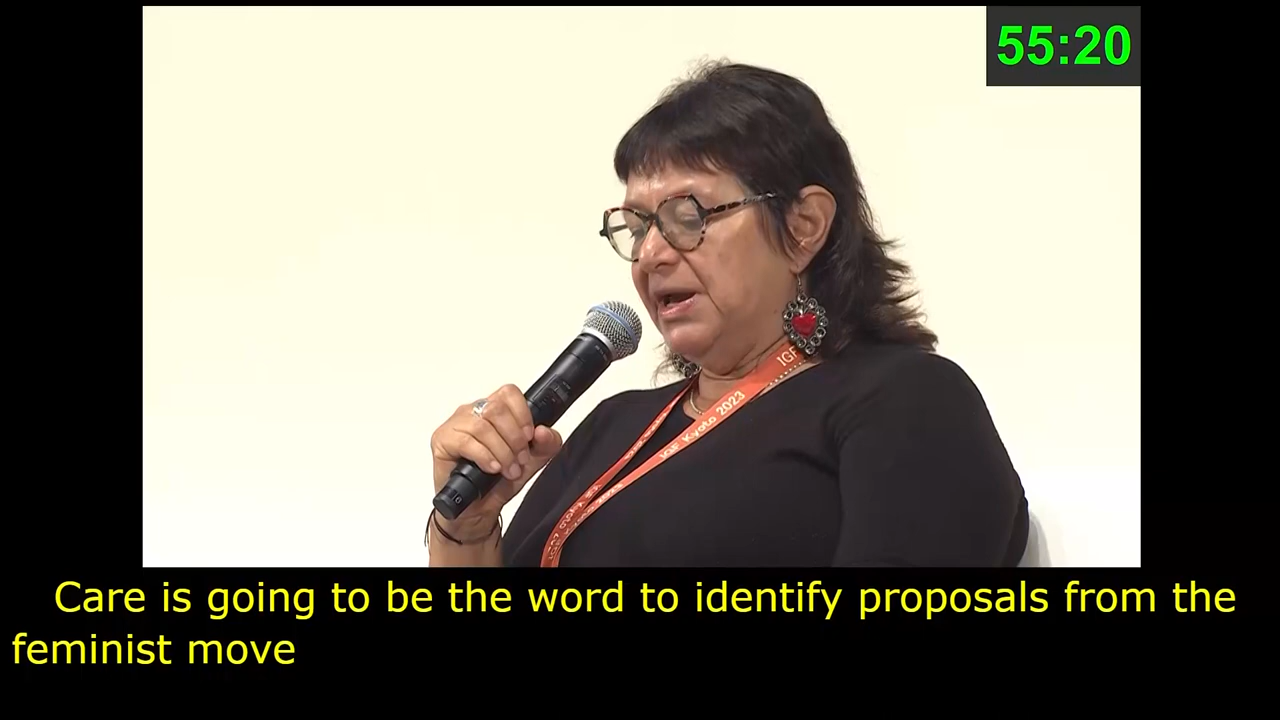 55:20
IGF
IGF Kyoto 2023
Care is going to be the word to identify proposals from the
feminist move